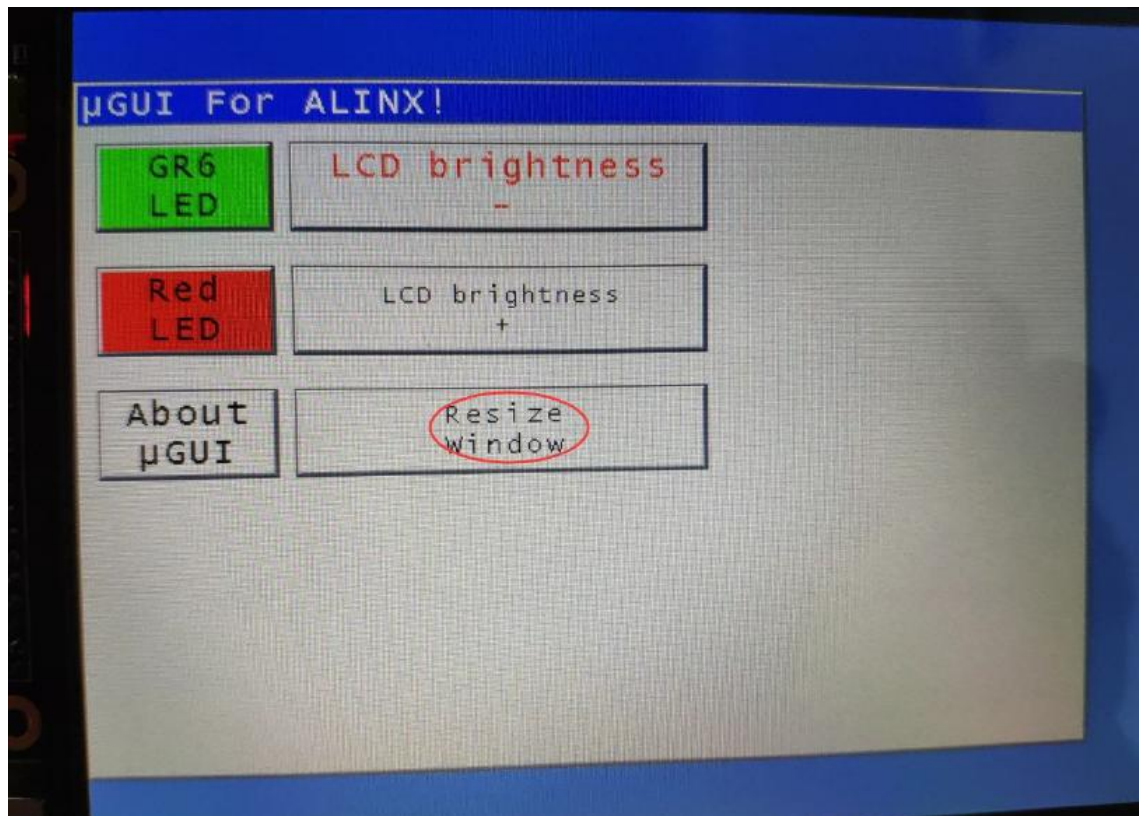 µGUI For ALINX!
GR6
LED
LCD brightness
-
Red
LED
LCD brightness
+
About
µGUI
Resize
Window